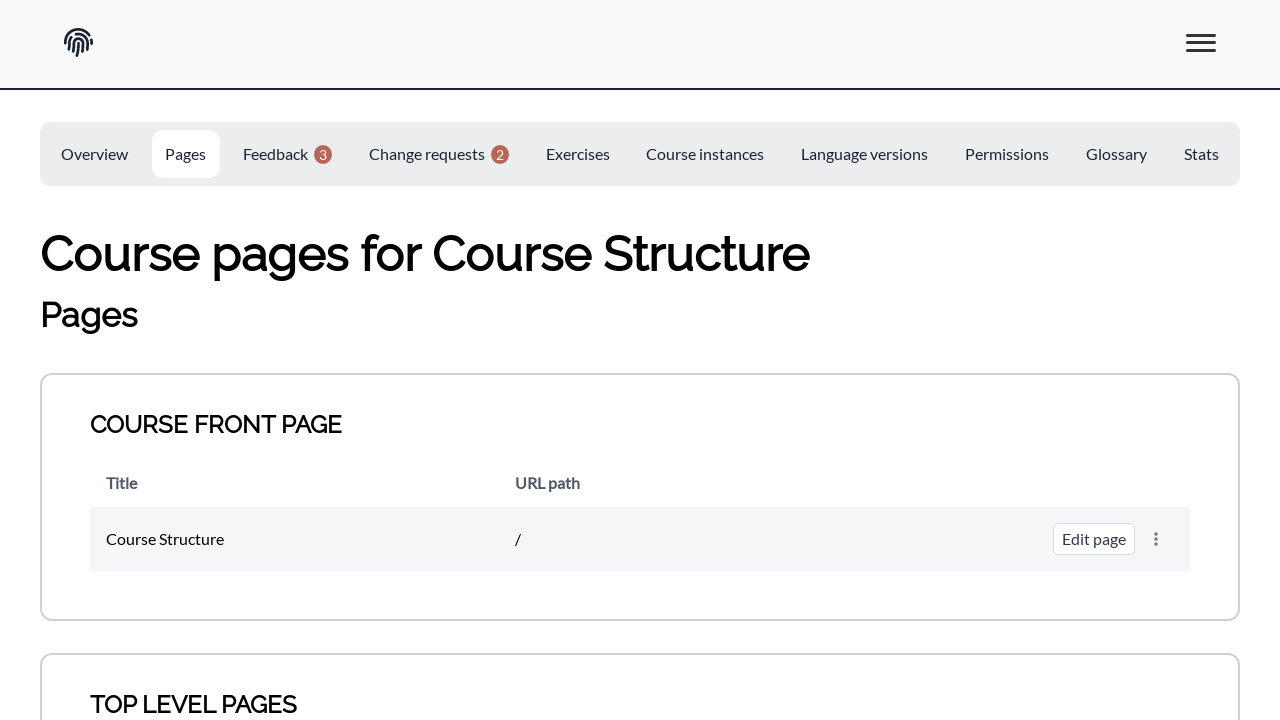 Overview Pages Feedback 3 Change requests 2 Exercises Course instances Language versions Permissions Glossary Stats
Course pages for Course Structure
Pages
COURSE FRONT PAGE
Title URL path
Course Structure / Edit page
TOP LEVEL PAGES